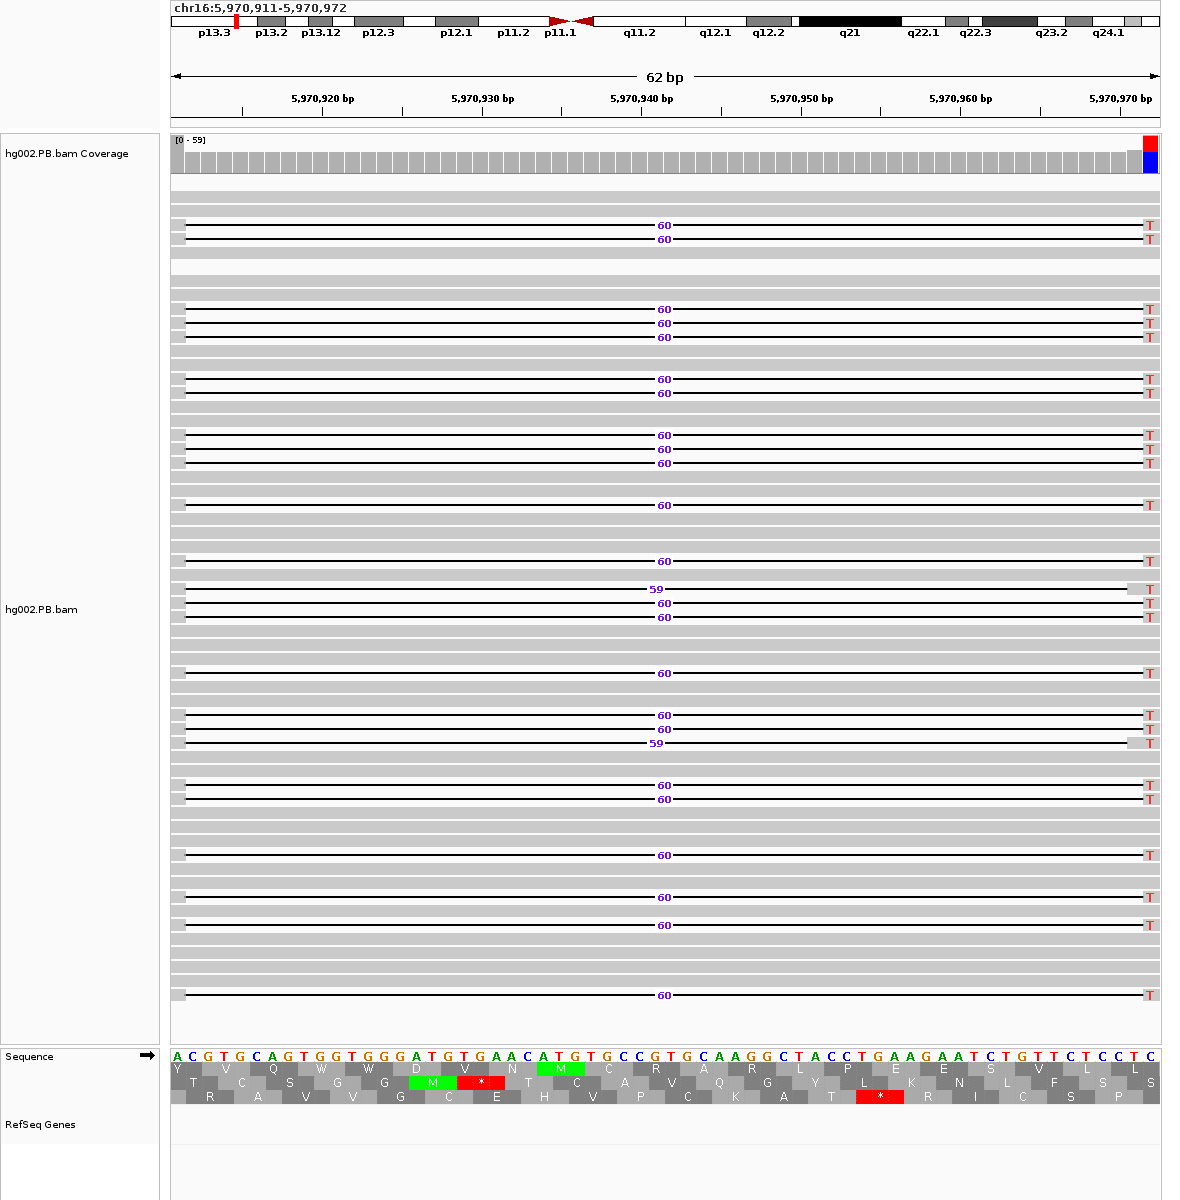 chr16:5,970,911-5,970,972
p13.3 p13.2 p13.12 p12.3 p12.1 p11.2 p11.1 q11.2 q12.1 q12.2 q21 q22.1 q22.3 q23.2 q24.1
62 bp
5,970,920 bp 5,970,930 bp 5,970,940 bp 5,970,950 bp 5,970,960 bp 5,970,970 bp
[0 - 59]
hg002.PB.bam Coverage
60 T
60 T
60 T
60 T
60 T
60 T
60 T
60 T
60 T
60 T
60 T
60 T
59 T
60 T
hg002.PB.bam
60 T
60 T
60 T
60 T
59 T
60 T
60 T
60 T
60 T
60 T
60 T
Sequence A C G T G C A G T G G T G G G A T G T G A A C A T G T G C C G T G C A A G G C T A C C T G A A G A A T C T G T T C T C C T C
Y V Q W W D V N M C R A R L P E E S V L L
T C S G G M * T C A V Q G Y L K N L F S S
R A V V G C E H V P C K A T * R I C S P
RefSeq Genes